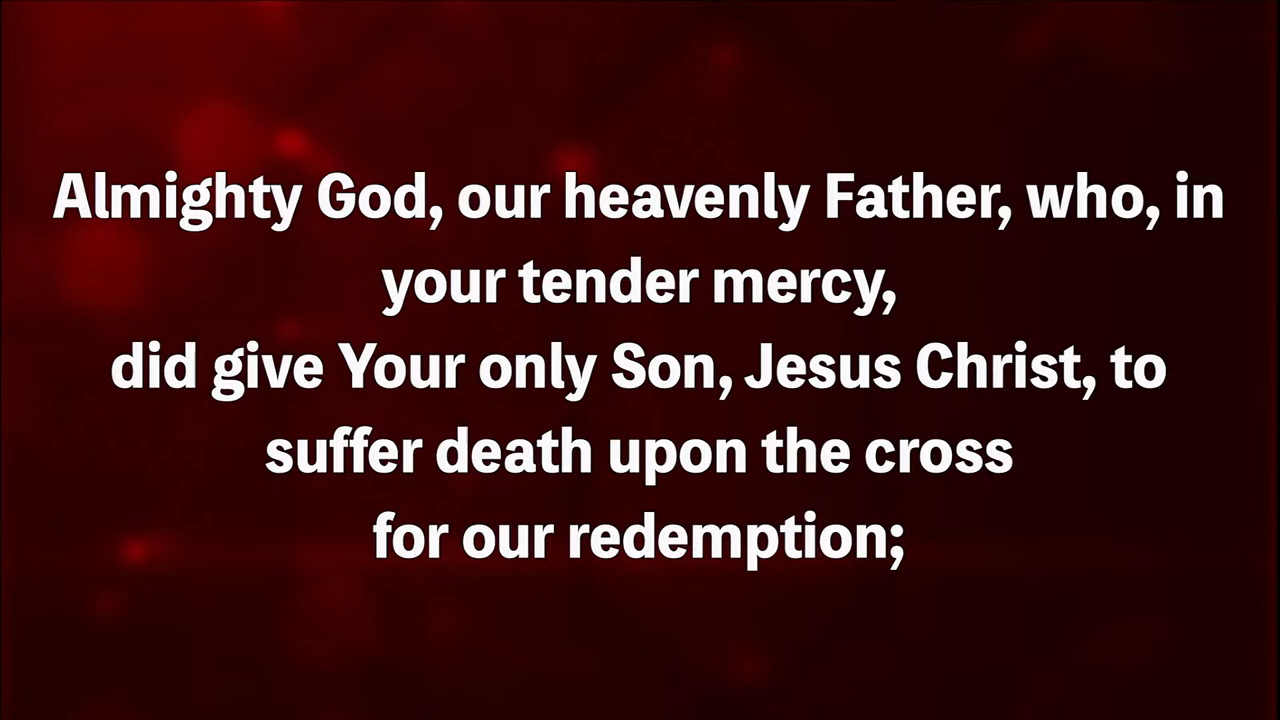 Almighty God, our heavenly Father, who, in
your tender mercy,
did give Your only Son, Jesus Christ, to
suffer death upon the cross
for our redemption;